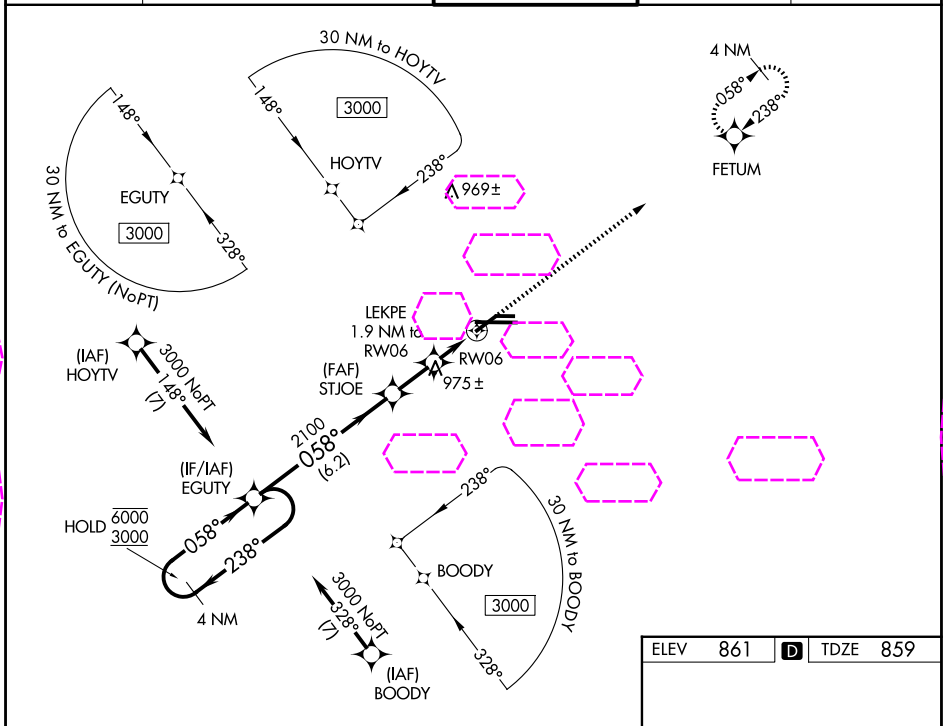 30 NM to HOYTV
148°
3000
HOYTV
238°
4 NM
058°
238°
FETUM
148°
EGUTY
3000
328°
30 NM to EGUTY (NoPT)
969±
LEKPE
1.9 NM to
RW06
RW06
(FAF)
STJOE
975±
(IAF)
HOYTV
3000 NoPT
148°
(7)
2100
058°
(6.2)
(IF/IAF)
EGUTY
HOLD 6000
3000
058°
238°
4 NM
238°
30 NM to BOODY
BOODY
3000
328°
3000 NoPT
328°
(7)
(IAF)
BOODY
ELEV 861 D TDZE 859